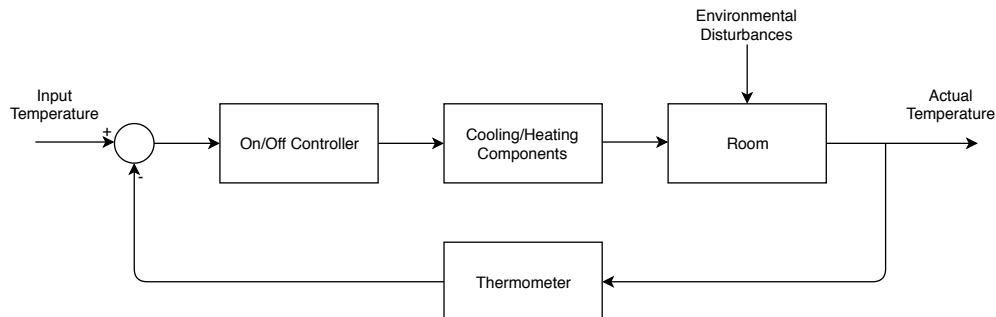 Environmental
Disturbances
Input
Temperature
Actual
Temperature
+
On/Off Controller
Cooling/Heating
Components
Room
-
Thermometer